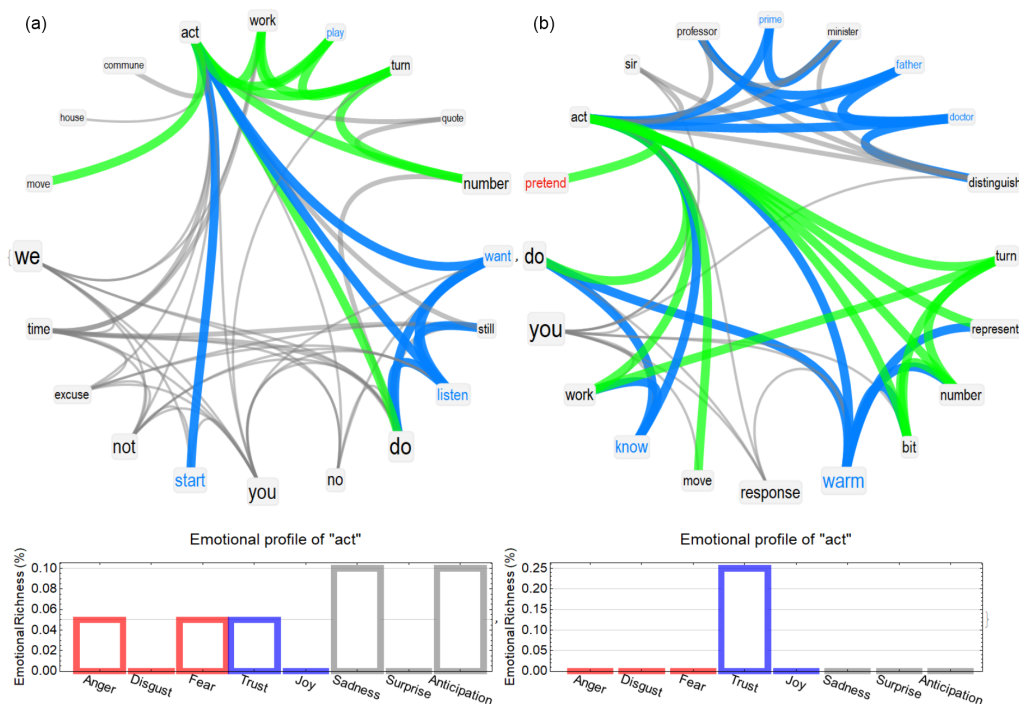 (a)
work
act
play
commune
turn
house
quote
move
number
{
we
want
,
time
still
excuse
listen
not
do
start
you
no
(b)
prime
professor
minister
sir
father
act
doctor
pretend
distinguish
do
turn
you
represent
work
number
know
bit
move
warm
response
Emotional profile of "act"
Emotional Richness (%)
0.10
0.08
0.06
0.04
0.02
0.00
Anger
Disgust
Fear
Trust
Joy
Sadness
Surprise
Anticipation
,
Emotional profile of "act"
Emotional Richness (%)
0.25
0.20
0.15
0.10
0.05
0.00
Anger
Disgust
Fear
Trust
Joy
Sadness
Surprise
Anticipation
}